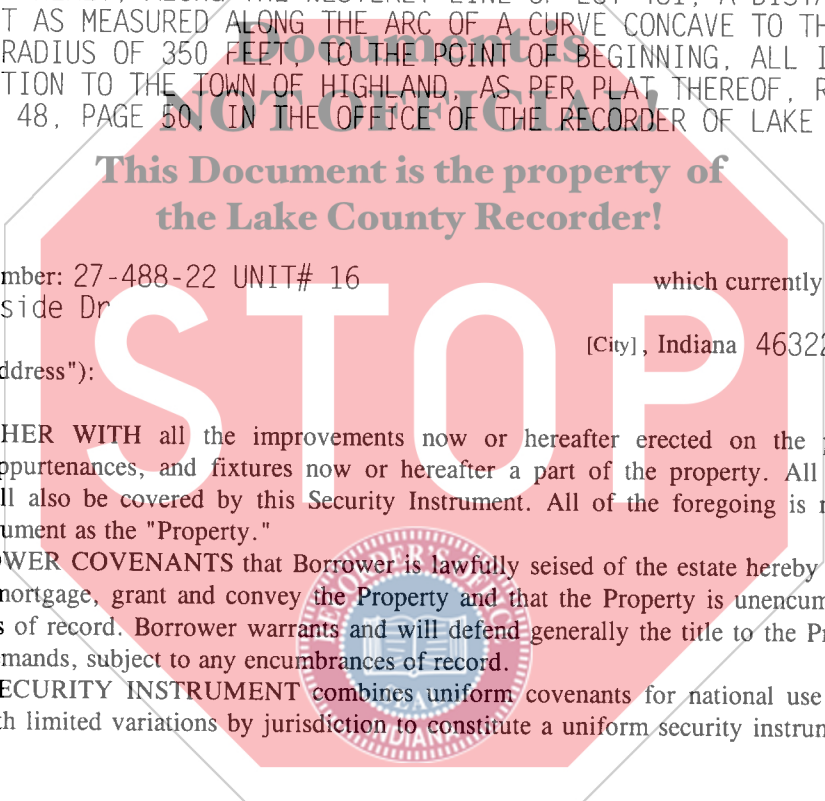 T AS MEASURED ALONG THE ARC OF A CURVE CONCAVE TO TH
RADIUS OF 350 FEET, TO THE POINT OF BEGINNING, ALL I
TION TO THE TOWN OF HIGHLAND, AS PER PLAT THEREOF, R
48, PAGE 50, IN THE OFFICE OF THE RECORDER OF LAKE
Document is
NOT OFFICIAL!
This Document is the property of
the Lake County Recorder!
mber: 27-488-22 UNIT# 16 which currently
side Dr
[City], Indiana 46322
ddress"):
STOP
HER WITH all the improvements now or hereafter erected on the p
ppurtenances, and fixtures now or hereafter a part of the property. All
ll also be covered by this Security Instrument. All of the foregoing is r
ument as the "Property."
OWER COVENANTS that Borrower is lawfully seised of the estate hereby
mortgage, grant and convey the Property and that the Property is unencum
s of record. Borrower warrants and will defend generally the title to the Pr
mands, subject to any encumbrances of record.
ECURITY INSTRUMENT combines uniform covenants for national use
th limited variations by jurisdiction to constitute a uniform security instrun
SEAL
INDIANA